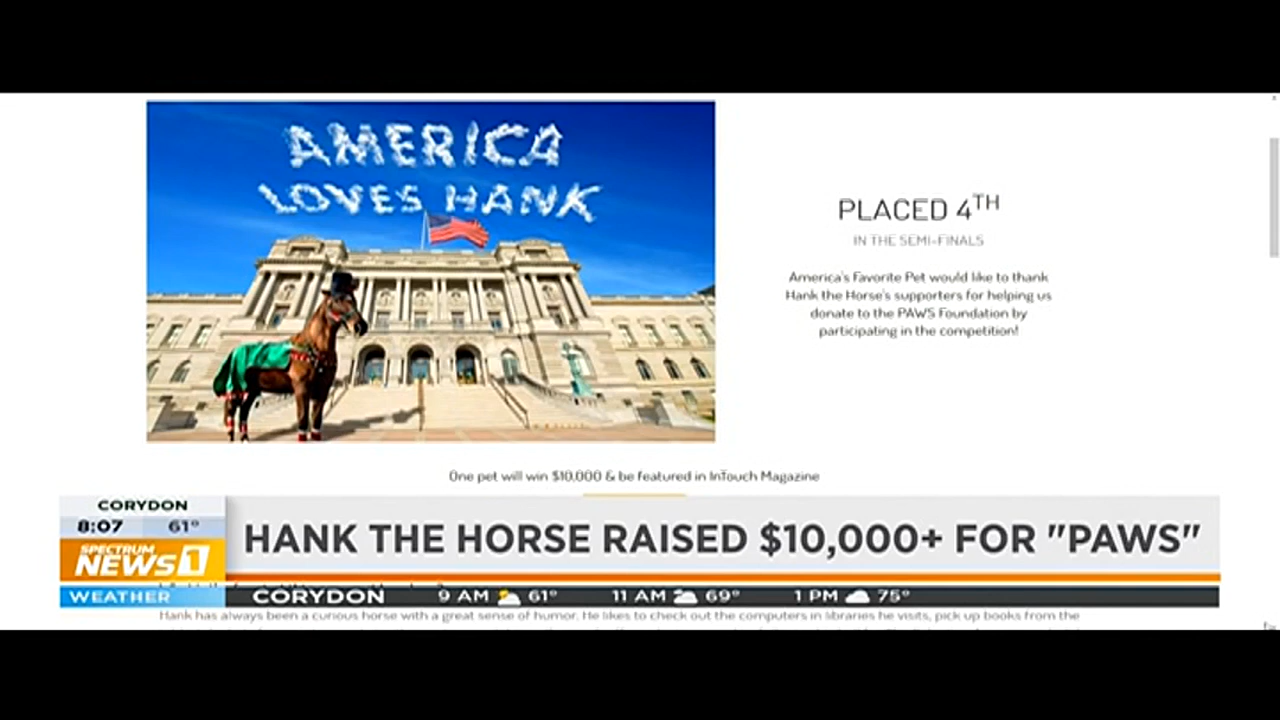 AMERICA
LOVES HANK
PLACED 4TH
IN THE SEMI-FINALS
America's Favorite Pet would like to thank
Hank the Horse's supporters for helping us
donate to the PAWS Foundation by
participating in the competition!
One pet will win $10,000 & be featured in InTouch Magazine
CORYDON
8:07 61°
SPECTRUM
NEWS 1
HANK THE HORSE RAISED $10,000+ FOR "PAWS"
WEATHER CORYDON 9 AM 61° 11 AM 69° 1 PM 75°
Hank has always been a curious horse with a great sense of humor. He likes to check out the computers in libraries he visits, pick up books from the